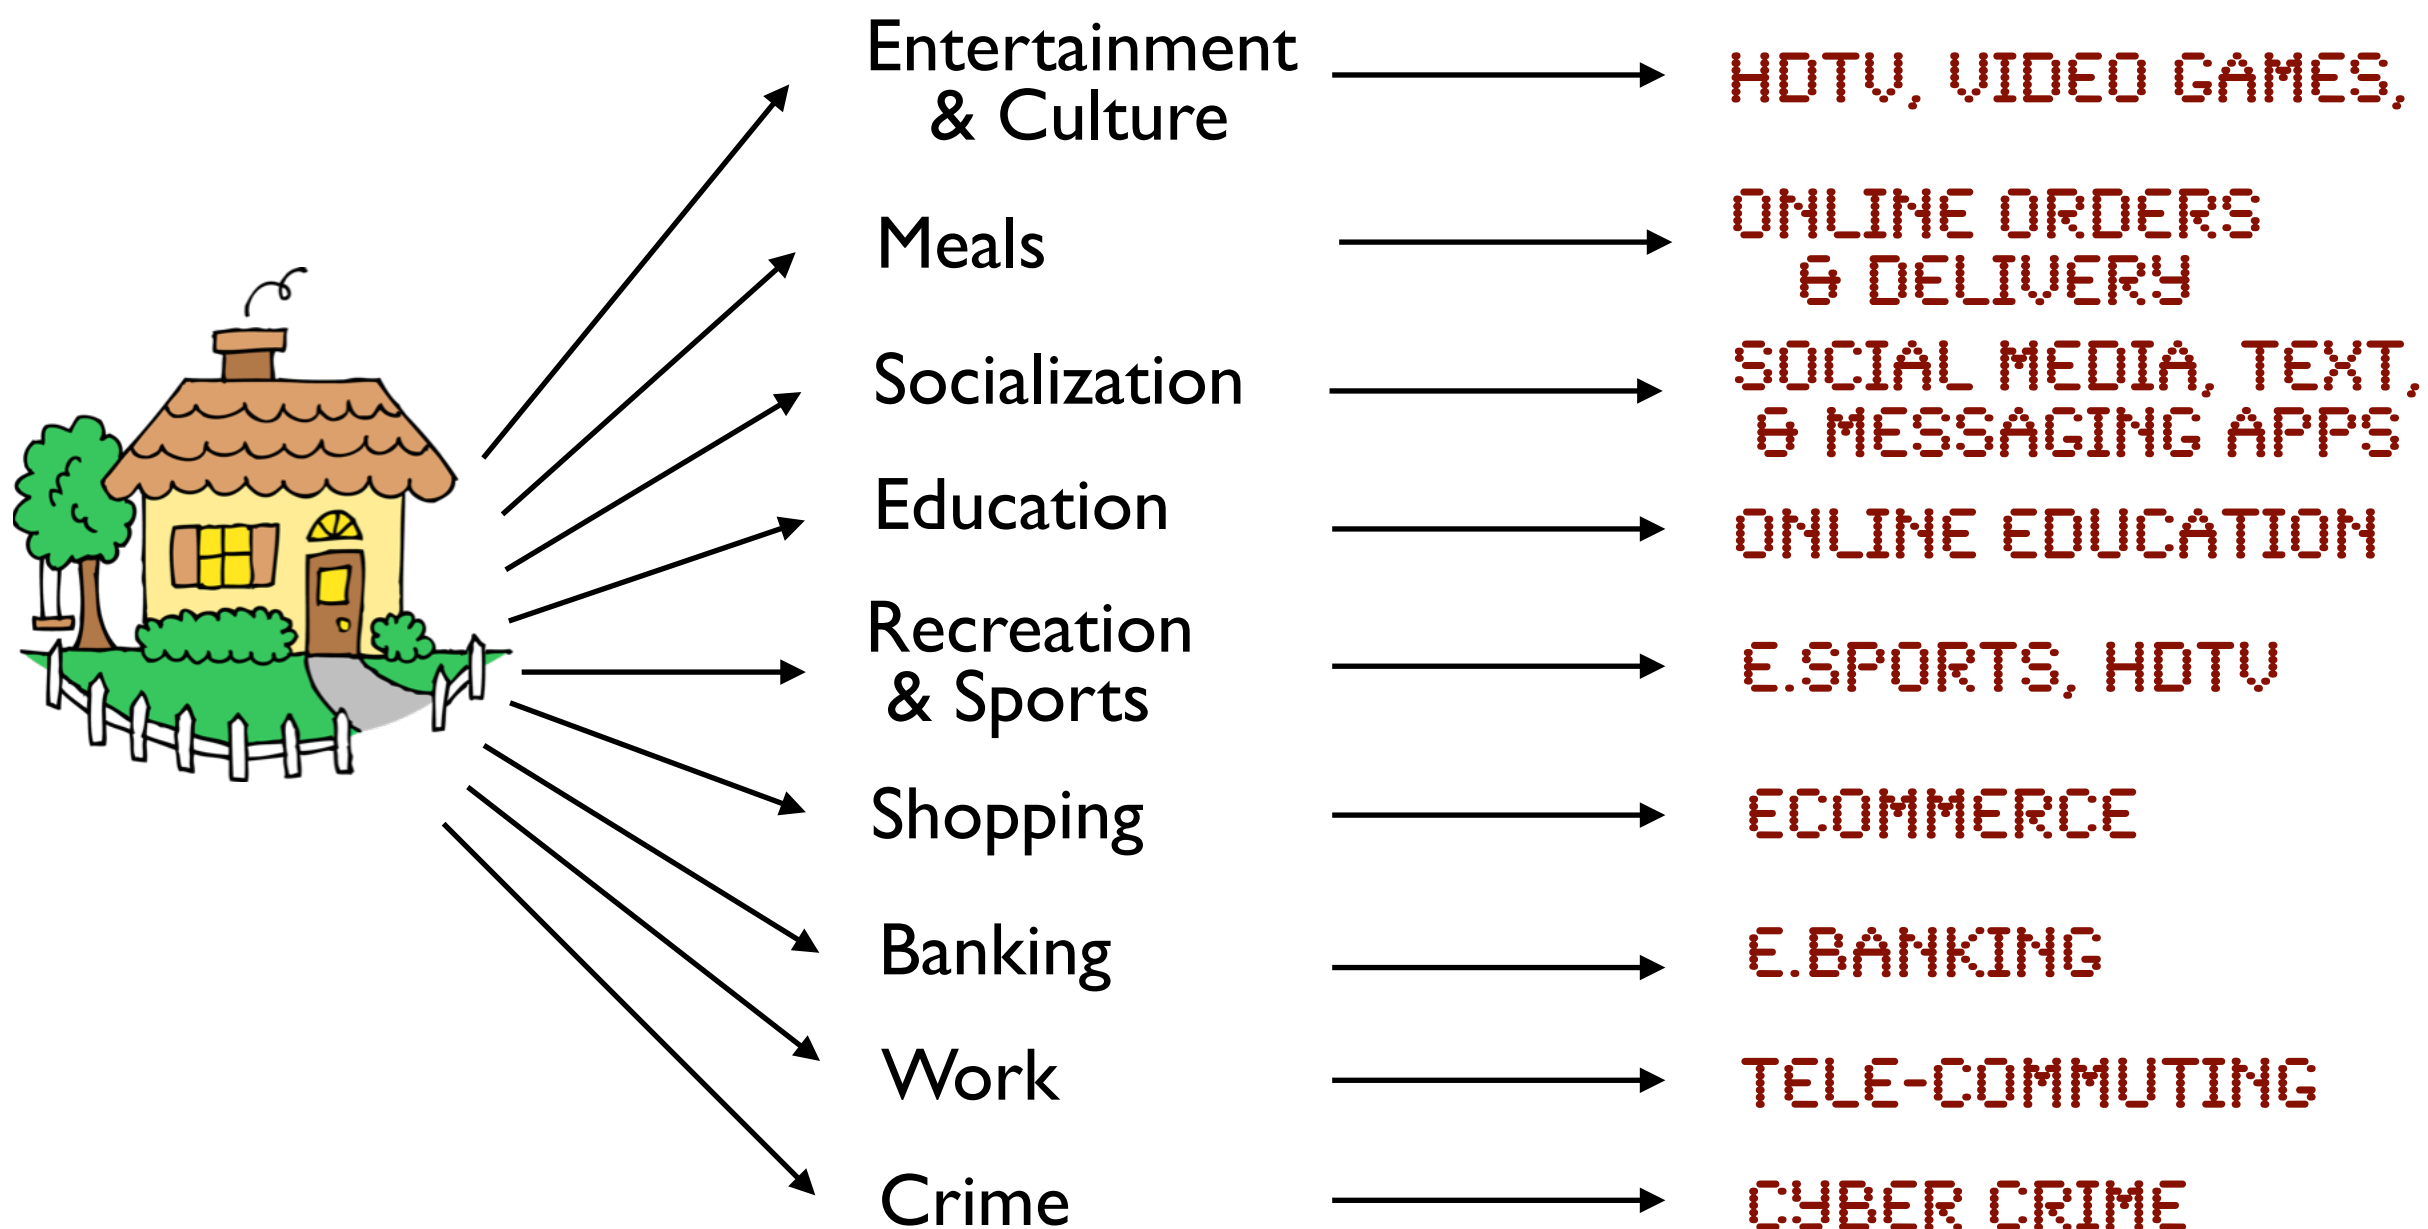 Entertainment
& Culture
HDTV, VIDEO GAMES,
Meals
ONLINE ORDERS
& DELIVERY
Socialization
SOCIAL MEDIA, TEXT,
& MESSAGING APPS
Education
ONLINE EDUCATION
Recreation
& Sports
E.SPORTS, HDTV
Shopping
ECOMMERCE
Banking
E.BANKING
Work
TELE-COMMUTING
Crime
CYBER CRIME